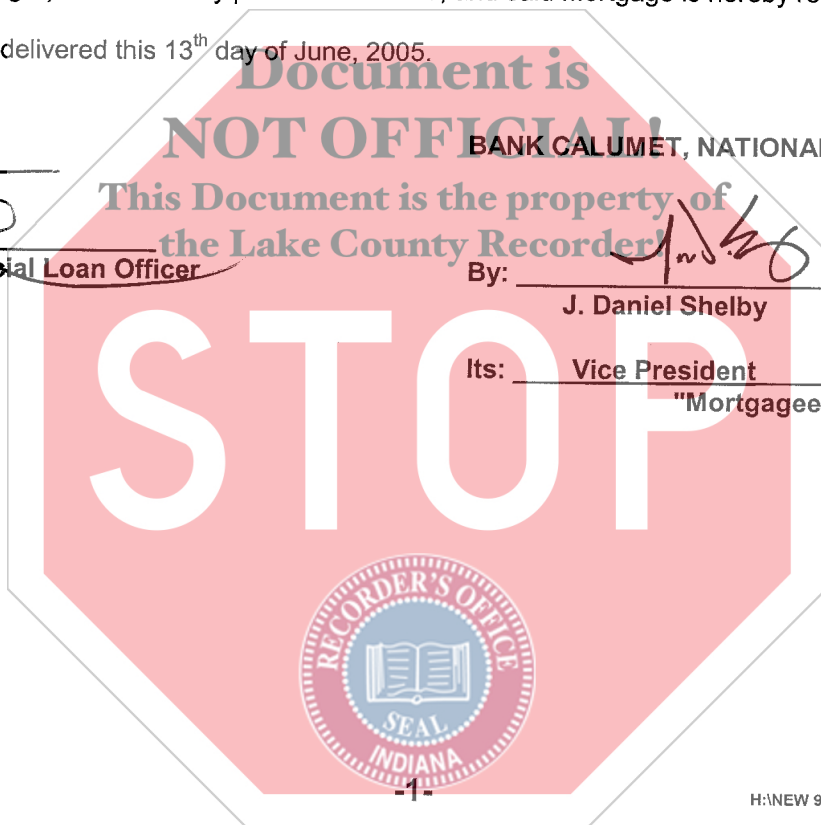 delivered this 13th day of June, 2005.
Document is
NOT OFFICIAL!
BANK CALUMET, NATIONAL
This Document is the property of
the Lake County Recorder!
ial Loan Officer
By:
J. Daniel Shelby
Its: Vice President
"Mortgagee
STOP
RECORDER'S OFFICE
SEAL
INDIANA
-1-
H:\NEW 9